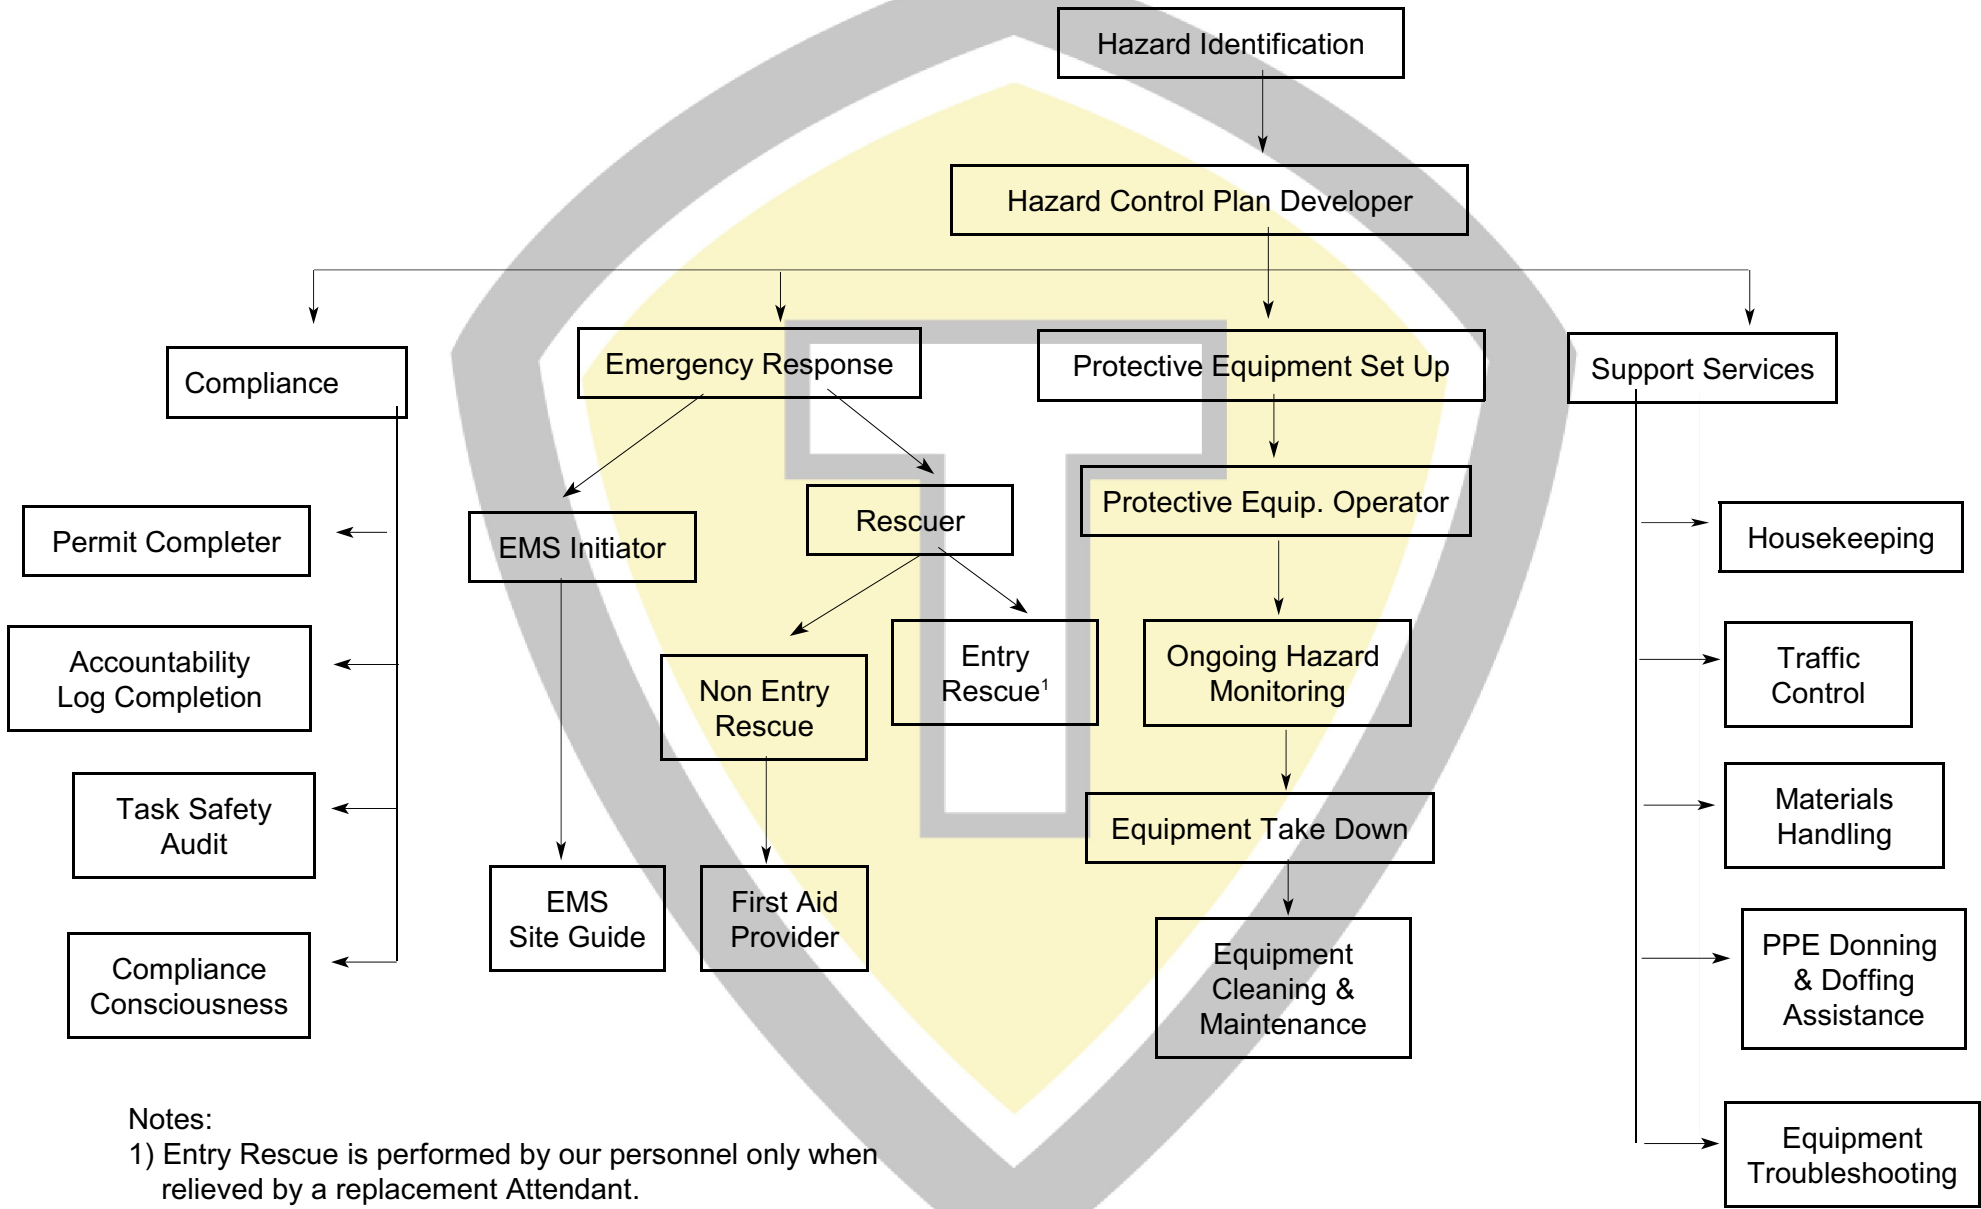 Hazard Identification
Hazard Control Plan Developer
Compliance
Emergency Response
Protective Equipment Set Up
Support Services
Permit Completer
Accountability
Log Completion
Task Safety
Audit
Compliance
Consciousness
EMS Initiator
EMS
Site Guide
Rescuer
Non Entry
Rescue
First Aid
Provider
Entry
Rescue¹
Protective Equip. Operator
Ongoing Hazard
Monitoring
Equipment Take Down
Equipment
Cleaning &
Maintenance
Housekeeping
Traffic
Control
Materials
Handling
PPE Donning
& Doffing
Assistance
Equipment
Troubleshooting
Notes:
1) Entry Rescue is performed by our personnel only when
relieved by a replacement Attendant.
T